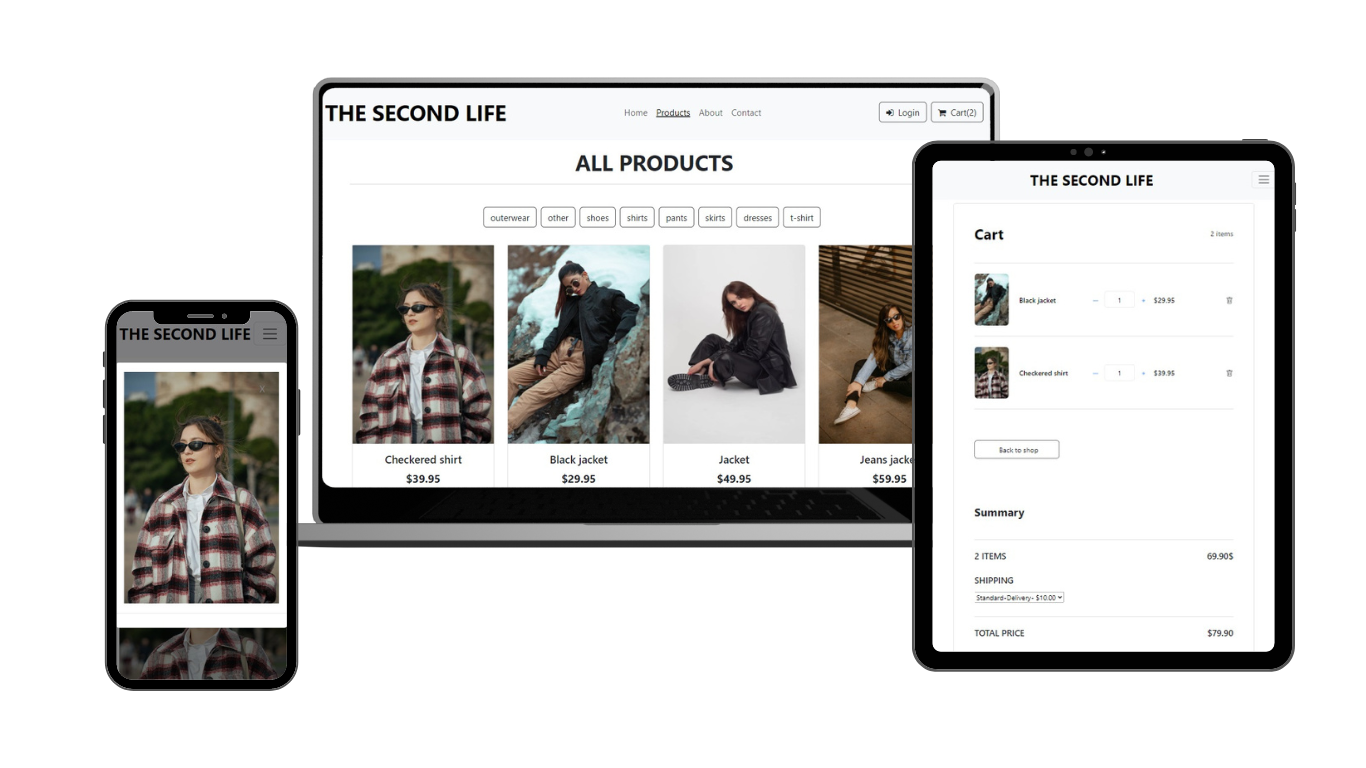 THE SECOND LIFE
Home Products About Contact
Login Cart(2)
ALL PRODUCTS
outerwear other shoes shirts pants skirts dresses t-shirt
Checkered shirt Black jacket Jacket Jeans jacke
$39.95 $29.95 $49.95 $59.95
THE SECOND LIFE
THE SECOND LIFE
Cart 2 items
Black jacket − 1 + $29.95
Checkered shirt − 1 + $39.95
Back to shop
Summary
2 ITEMS 69.90$
SHIPPING
Standard-Delivery- $10.00
TOTAL PRICE $79.90